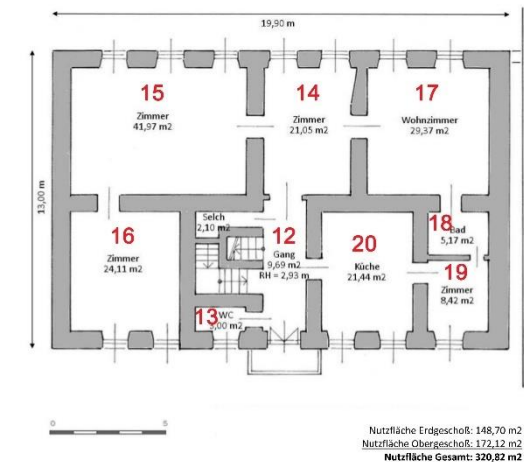 19,90 m
13,00 m
15
Zimmer
41,97 m2
14
Zimmer
21,05 m2
17
Wohnzimmer
29,37 m2
16
Zimmer
24,11 m2
Selch
2,10 m2
12
Gang
9,69 m2
RH = 2,93 m
13
WC
3,00 m2
20
Küche
21,44 m2
18
Bad
5,17 m2
19
Zimmer
8,42 m2
0
5
Nutzfläche Erdgeschoß: 148,70 m2
Nutzfläche Obergeschoß: 172,12 m2
Nutzfläche Gesamt: 320,82 m2